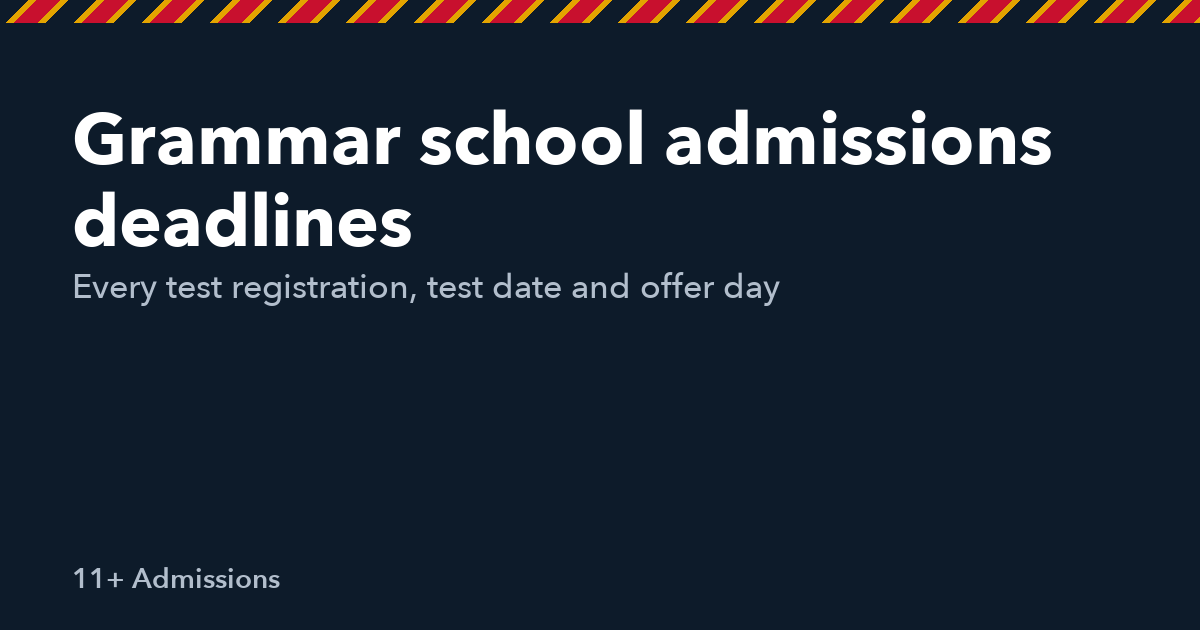 Grammar school admissions
deadlines
Every test registration, test date and offer day
11+ Admissions